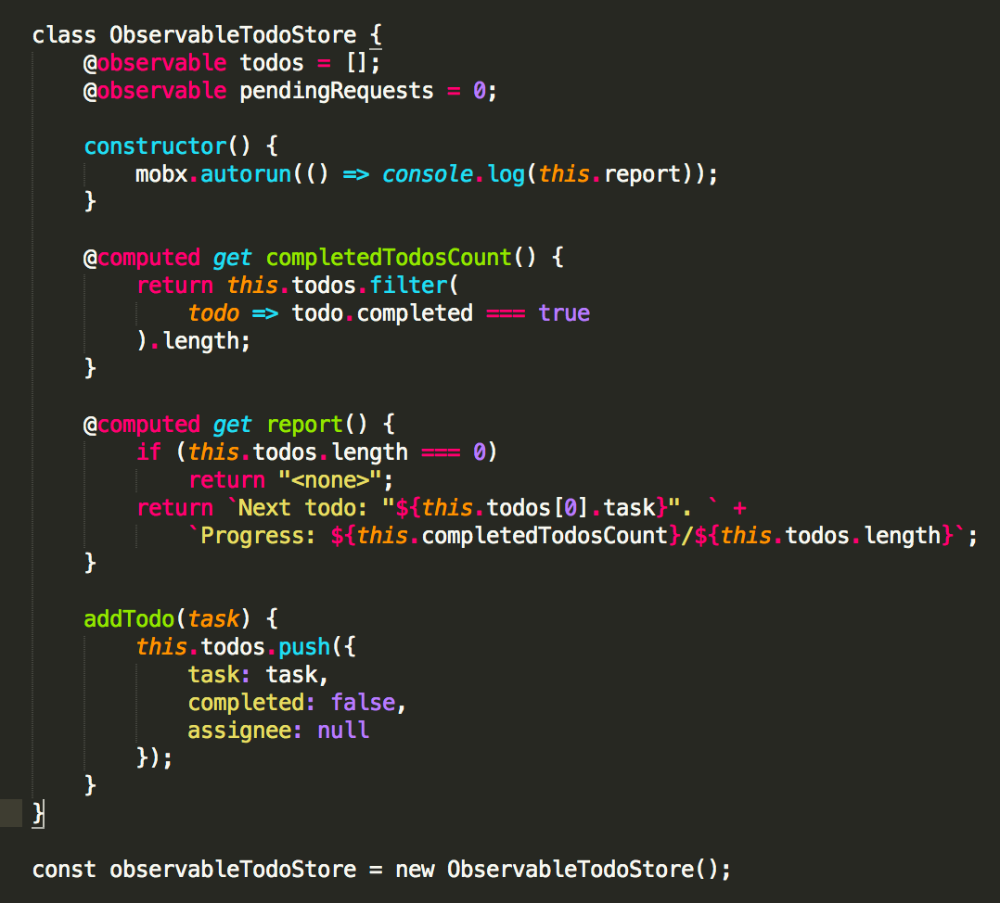 class ObservableTodoStore {
    @observable todos = [];
    @observable pendingRequests = 0;

    constructor() {
        mobx.autorun(() => console.log(this.report));
    }

    @computed get completedTodosCount() {
        return this.todos.filter(
            todo => todo.completed === true
        ).length;
    }

    @computed get report() {
        if (this.todos.length === 0)
            return "<none>";
        return `Next todo: "${this.todos[0].task}". ` +
            `Progress: ${this.completedTodosCount}/${this.todos.length}`;
    }

    addTodo(task) {
        this.todos.push({
            task: task,
            completed: false,
            assignee: null
        });
    }
}

const observableTodoStore = new ObservableTodoStore();